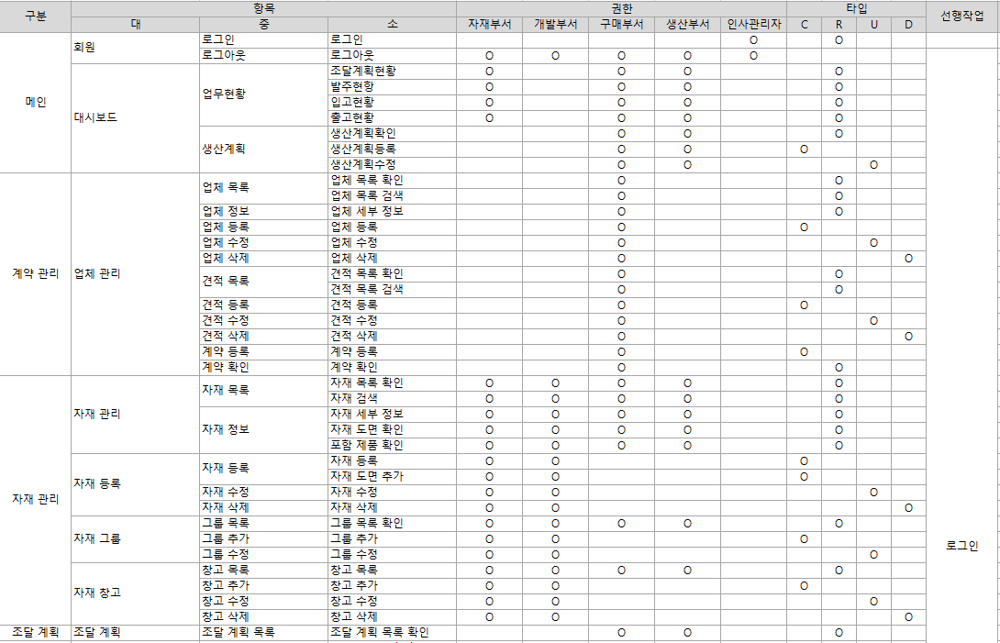 구분 항목 권한 타입 선행작업
대 중 소 자재부서 개발부서 구매부서 생산부서 인사관리자 C R U D
메인 회원 로그인 로그인 O O
로그아웃 로그아웃 O O O O O
대시보드 업무현황 조달계획현황 O O O O
발주현항 O O O O
입고현황 O O O O
출고현황 O O O O
생산계획 생산계획확인 O O O
생산계획등록 O O O
생산계획수정 O O O
계약 관리 업체 관리 업체 목록 업체 목록 확인 O O
업체 목록 검색 O O
업체 정보 업체 세부 정보 O O
업체 등록 업체 등록 O O
업체 수정 업체 수정 O O
업체 삭제 업체 삭제 O O
견적 목록 견적 목록 확인 O O
견적 목록 검색 O O
견적 등록 견적 등록 O O
견적 수정 견적 수정 O O
견적 삭제 견적 삭제 O O
계약 등록 계약 등록 O O
계약 확인 계약 확인 O O
자재 관리 자재 관리 자재 목록 자재 목록 확인 O O O O O
자재 검색 O O O O O
자재 정보 자재 세부 정보 O O O O O
자재 도면 확인 O O O O O
포함 제품 확인 O O O O O
자재 등록 자재 등록 자재 등록 O O O
자재 도면 추가 O O O
자재 수정 자재 수정 O O O
자재 삭제 자재 삭제 O O O
자재 그룹 그룹 목록 그룹 목록 확인 O O O O O
그룹 추가 그룹 추가 O O O
로그인
그룹 수정 그룹 수정 O O O
자재 창고 창고 목록 창고 목록 O O O O O
창고 추가 창고 추가 O O O
창고 수정 창고 수정 O O O
창고 삭제 창고 삭제 O O O
조달 계획 조달 계획 조달 계획 목록 조달 계획 목록 확인 O O O